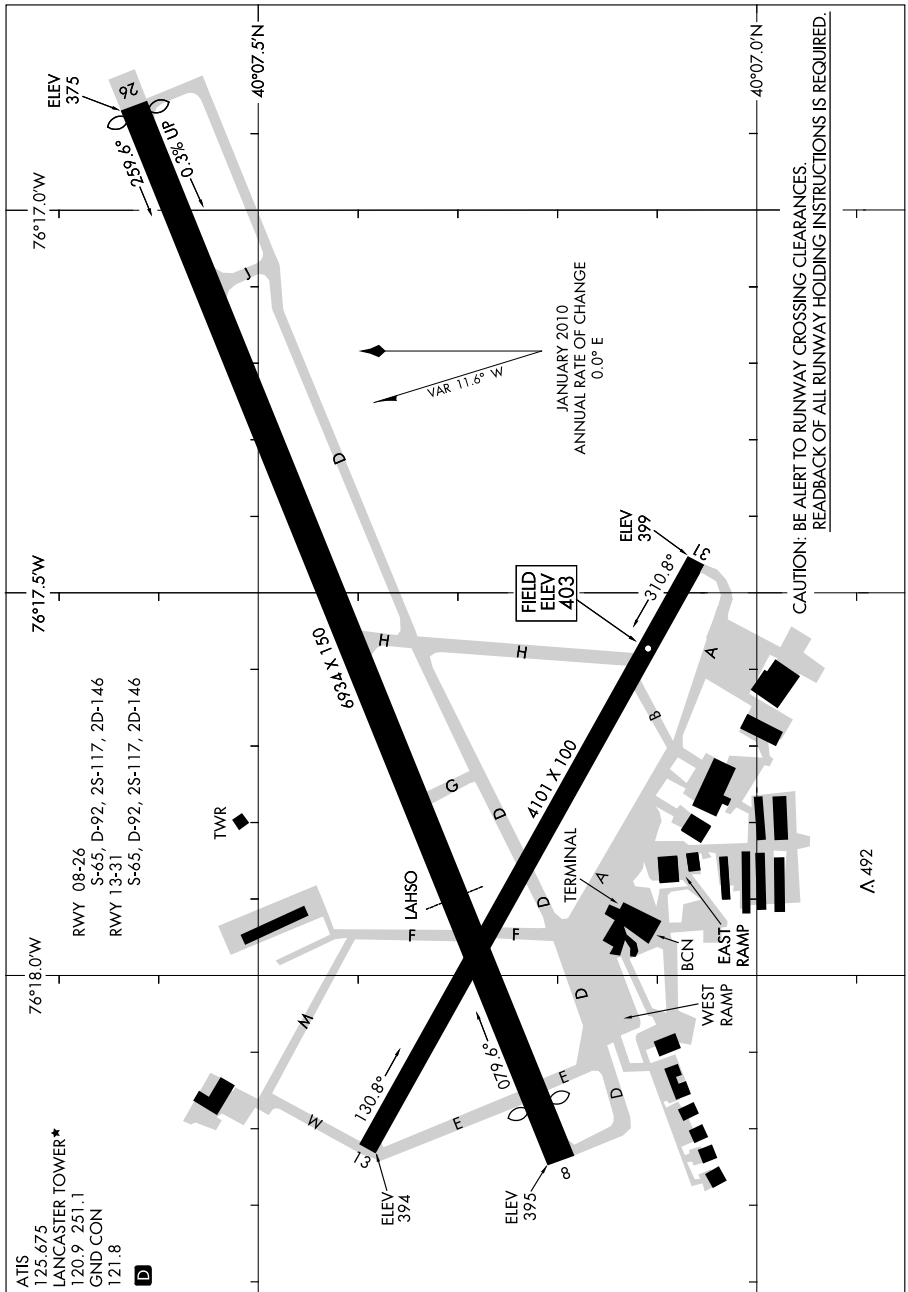 ATIS
125.675
LANCASTER TOWER★
120.9 251.1
GND CON
121.8
D
RWY 08-26
S-65, D-92, 2S-117, 2D-146
RWY 13-31
S-65, D-92, 2S-117, 2D-146
76°18.0'W
76°17.5'W
76°17.0'W
40°07.5'N
40°07.0'N
ELEV
375
26
259.6°
0.3% UP
J
D
JANUARY 2010
ANNUAL RATE OF CHANGE
0.0° E
VAR 11.6° W
TWR
6934 X 150
H
H
G
D
FIELD
ELEV
403
ELEV
399
31
310.8°
A
B
4101 X 100
LAHSO
F
F
D
TERMINAL
A
M
M
130.8°
13
ELEV
394
E
E
079.6°
D
D
ELEV
395
8
WEST
RAMP
BCN
EAST
RAMP
492
CAUTION: BE ALERT TO RUNWAY CROSSING CLEARANCES.
READBACK OF ALL RUNWAY HOLDING INSTRUCTIONS IS REQUIRED.